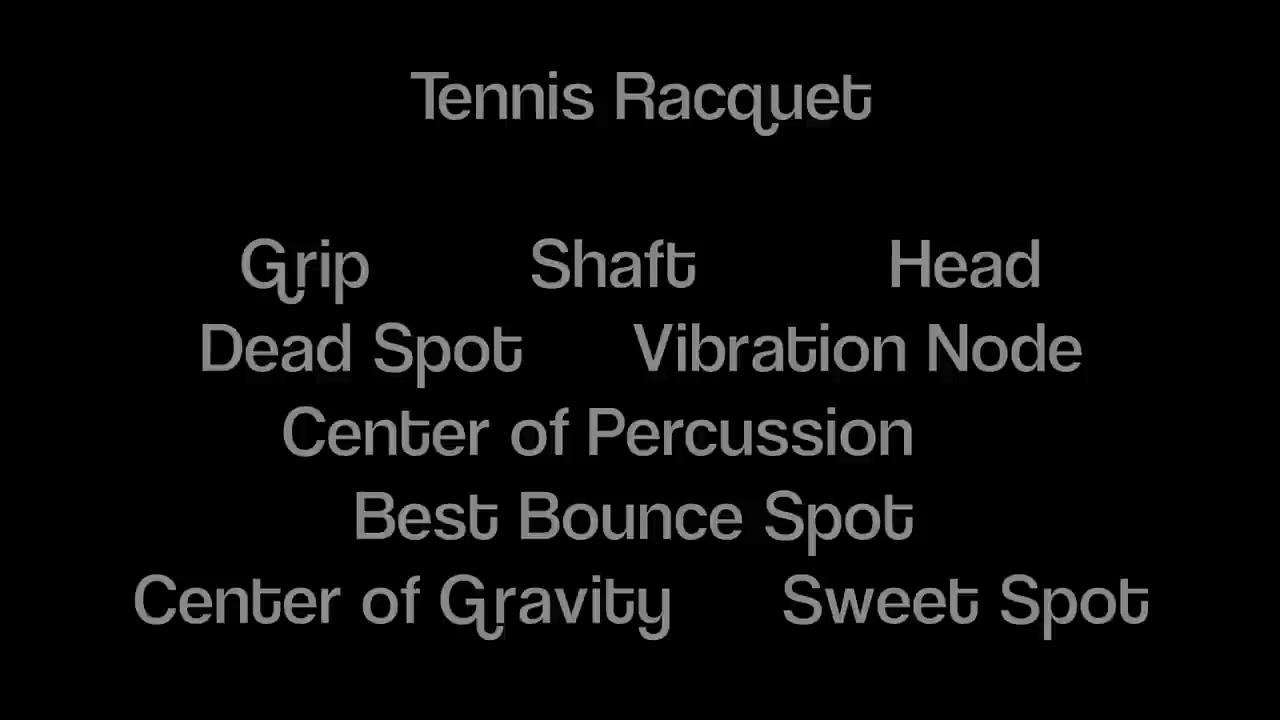 Tennis Racquet
Grip Shaft Head
Dead Spot Vibration Node
Center of Percussion
Best Bounce Spot
Center of Gravity Sweet Spot